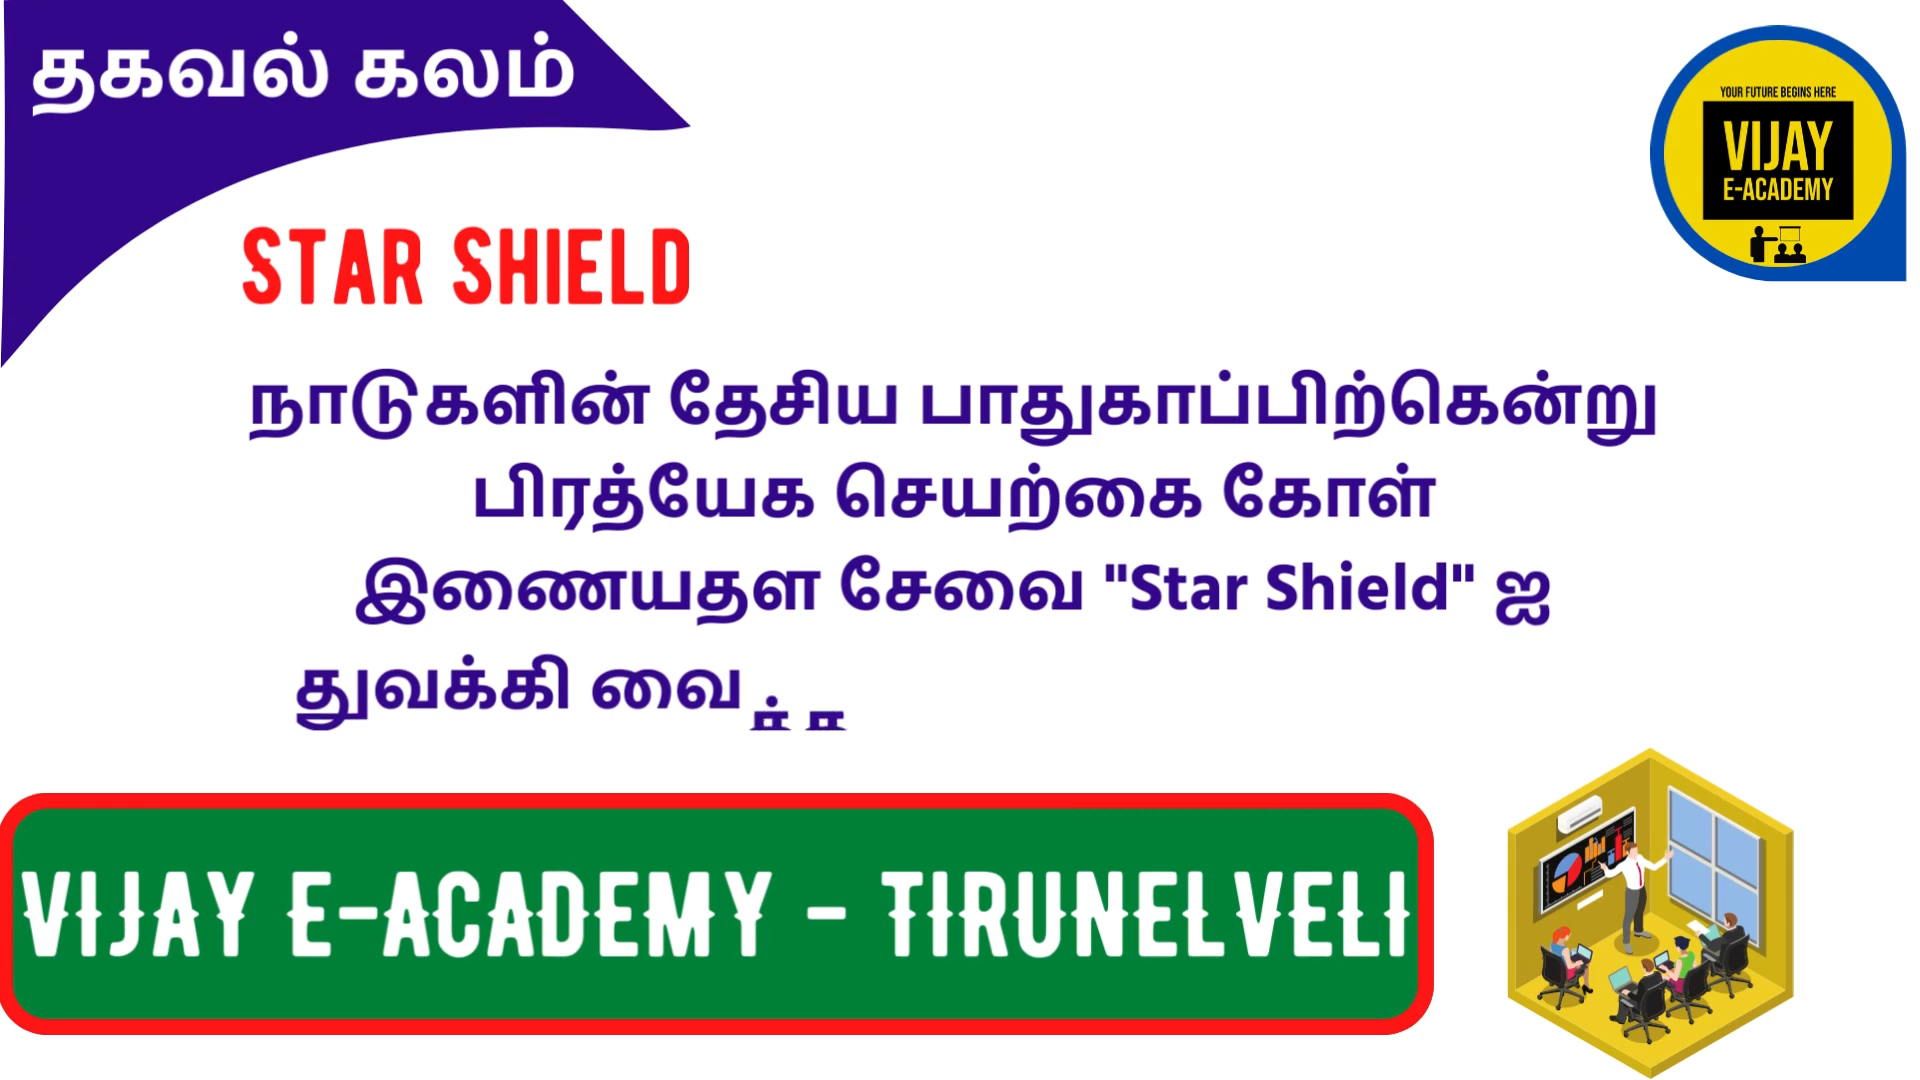 தகவல் கலம்
YOUR FUTURE BEGINS HERE
VIJAY
E-ACADEMY
STAR SHIELD
நாடுகளின் தேசிய பாதுகாப்பிற்கென்று
பிரத்யேக செயற்கை கோள்
இணையதள சேவை "Star Shield" ஐ
துவக்கி வை
VIJAY E-ACADEMY - TIRUNELVELI